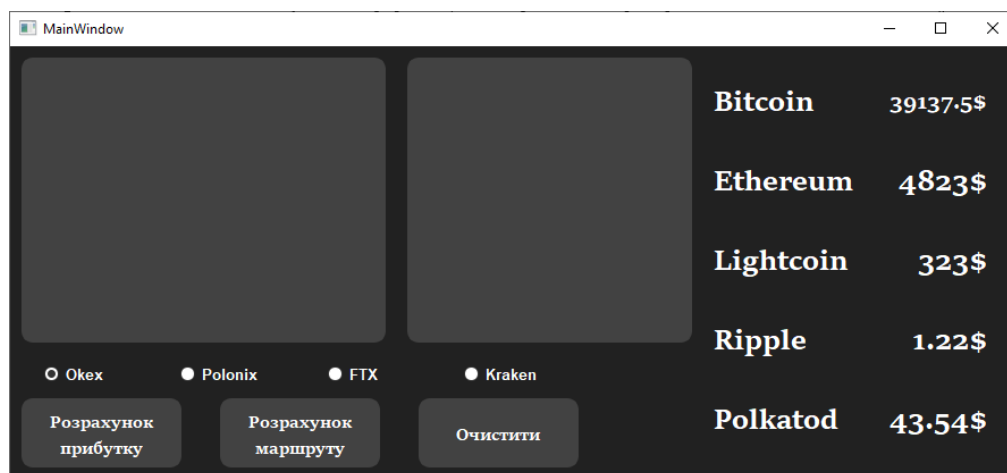 MainWindow
Bitcoin 39137.5$
Ethereum 4823$
Lightcoin 323$
Ripple 1.22$
Polkatod 43.54$
Okex Polonix FTX Kraken
Розрахунок
прибутку
Розрахунок
маршруту
Очистити